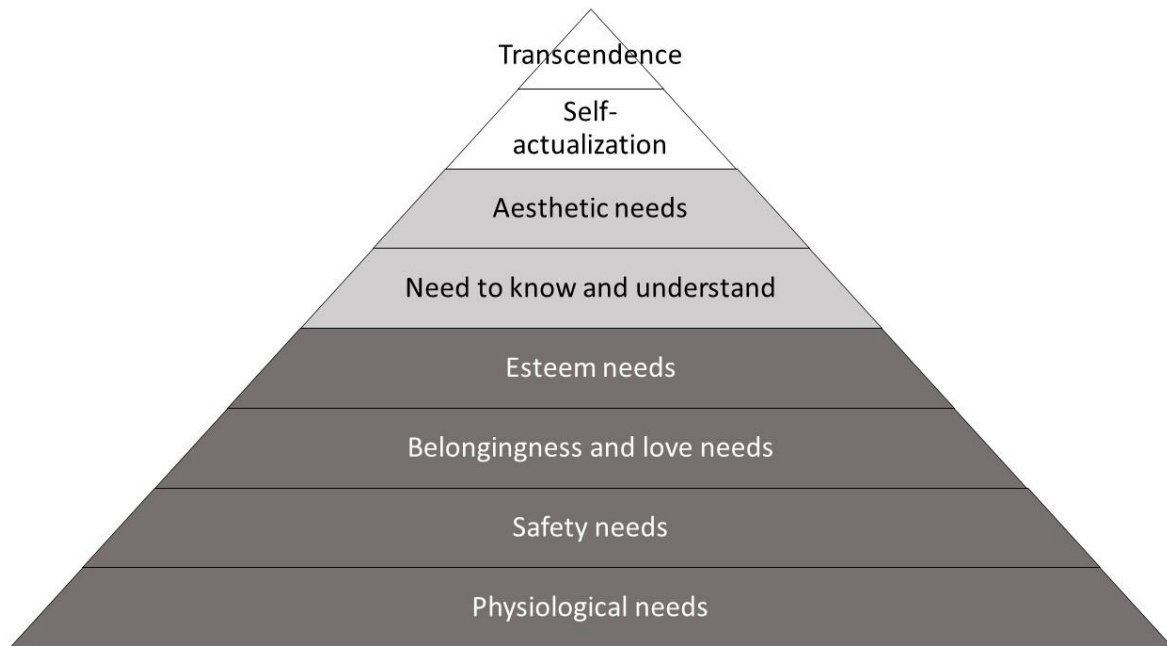 Transcendence
Self-
actualization
Aesthetic needs
Need to know and understand
Esteem needs
Belongingness and love needs
Safety needs
Physiological needs